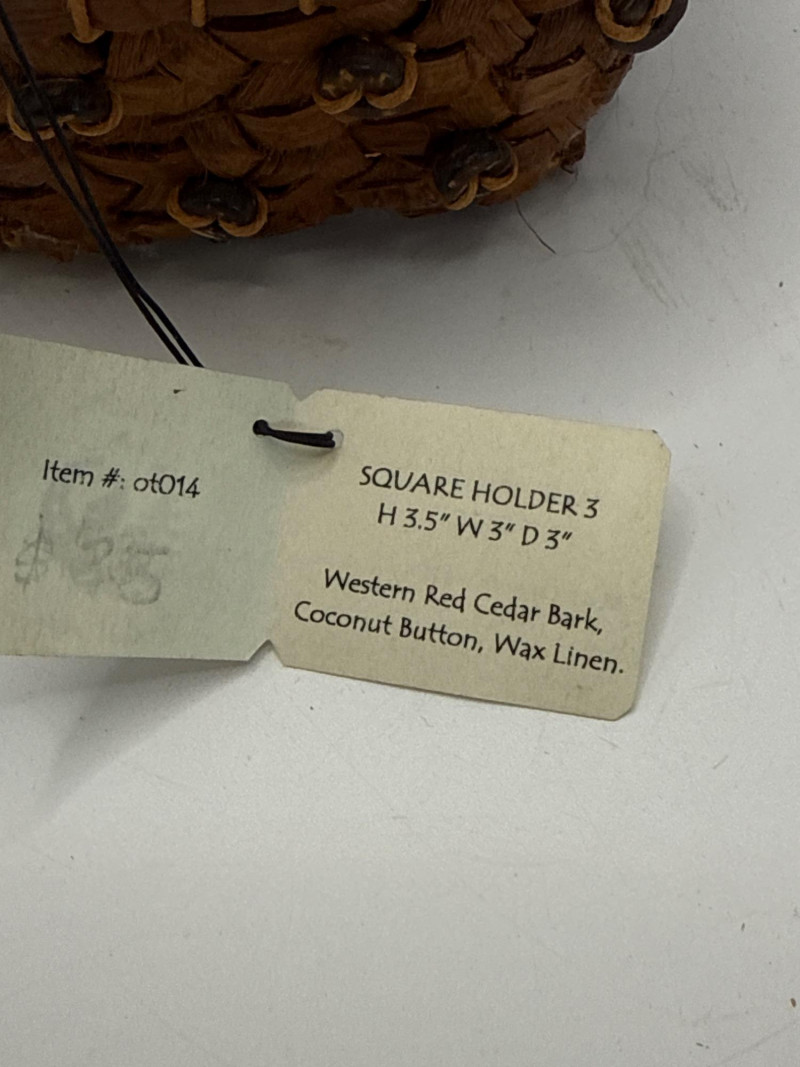 Item #: ot014
SQUARE HOLDER 3
H 3.5" W 3" D 3"
Western Red Cedar Bark,
Coconut Button, Wax Linen.